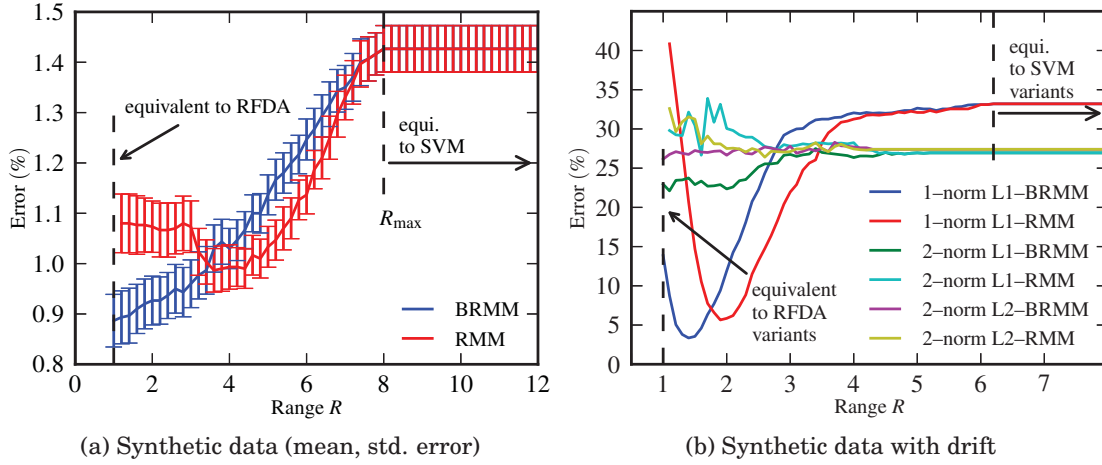 1.5
1.4
1.3
1.2
1.1
1.0
0.9
0.8
Error (%)
equivalent to RFDA
equi.
to SVM
R max
BRMM
RMM
0 2 4 6 8 10 12
Range R
(a) Synthetic data (mean, std. error)
40
35
30
25
20
15
10
5
0
Error (%)
equi.
to SVM
variants
1–norm L1–BRMM
1–norm L1–RMM
2–norm L1–BRMM
2–norm L1–RMM
2–norm L2–BRMM
2–norm L2–RMM
equivalent
to RFDA
variants
1 2 3 4 5 6 7
Range R
(b) Synthetic data with drift